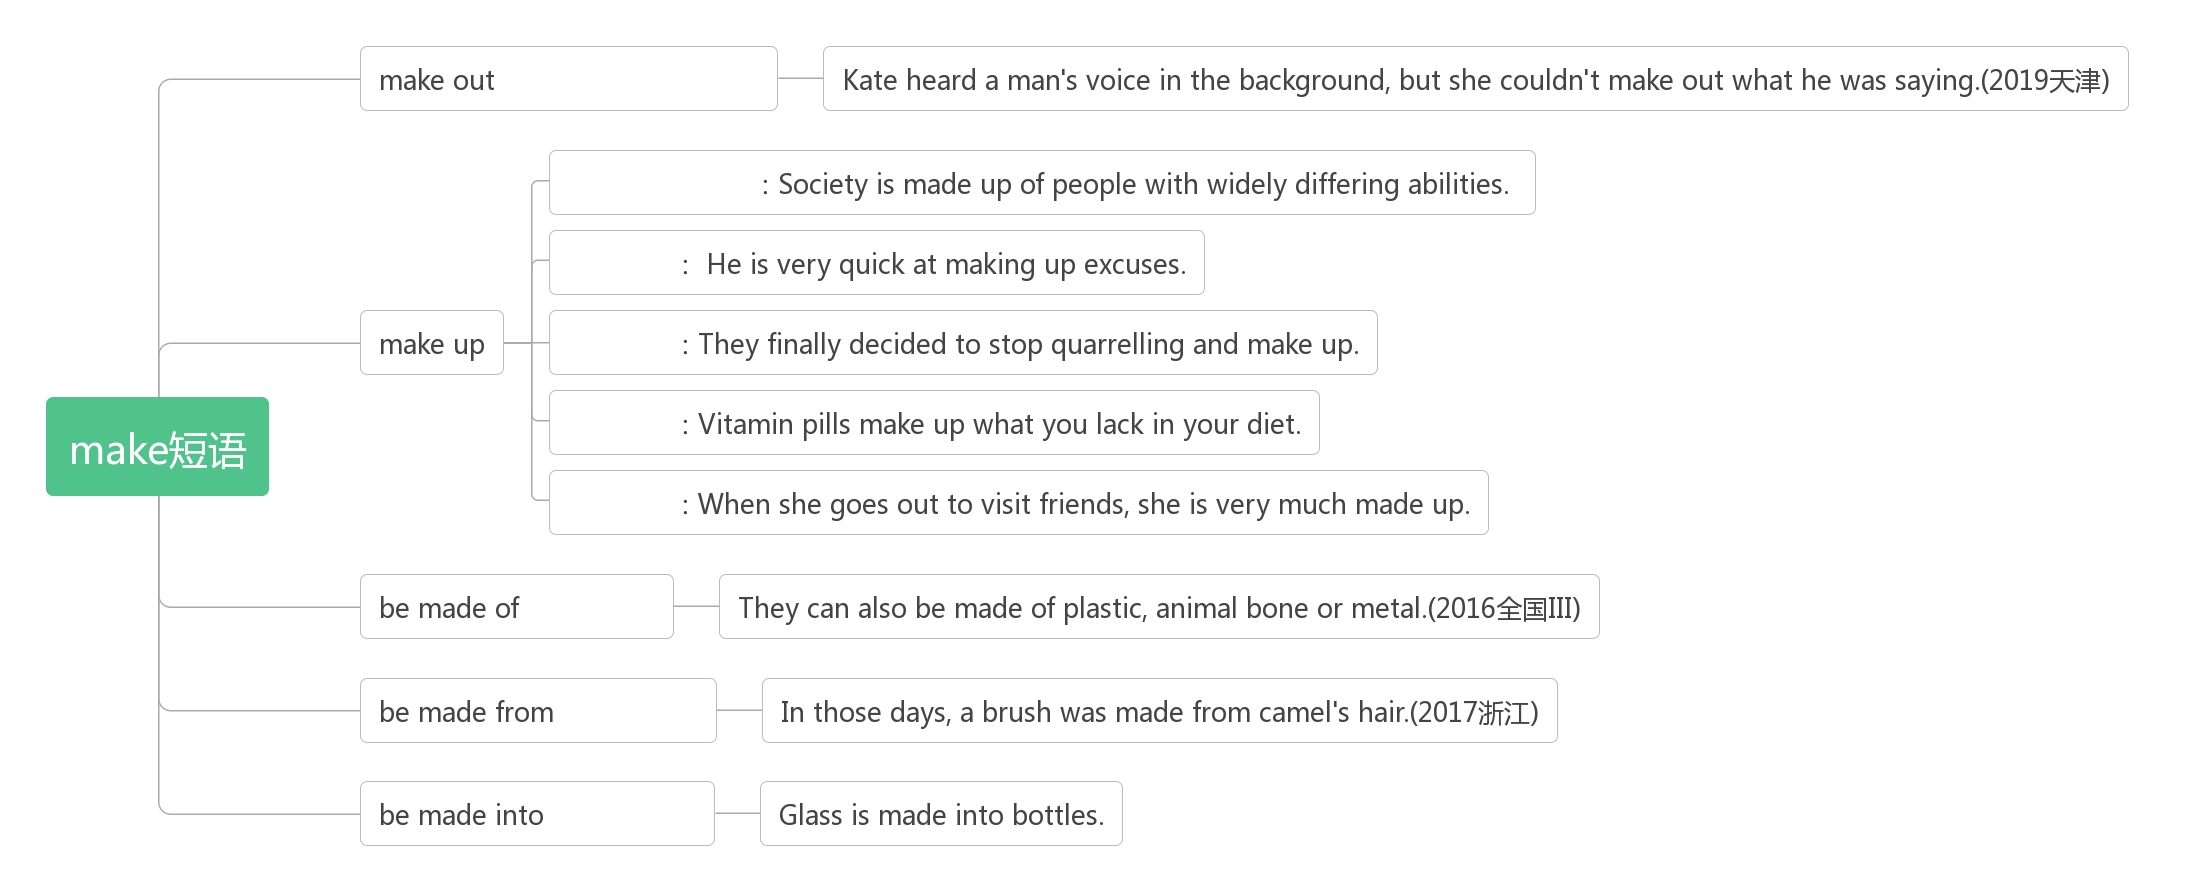 make out
Kate heard a man's voice in the background, but she couldn't make out what he was saying.(2019天津)
: Society is made up of people with widely differing abilities.
: He is very quick at making up excuses.
make up
: They finally decided to stop quarrelling and make up.
: Vitamin pills make up what you lack in your diet.
make短语
: When she goes out to visit friends, she is very much made up.
be made of
They can also be made of plastic, animal bone or metal.(2016全国III)
be made from
In those days, a brush was made from camel's hair.(2017浙江)
be made into
Glass is made into bottles.